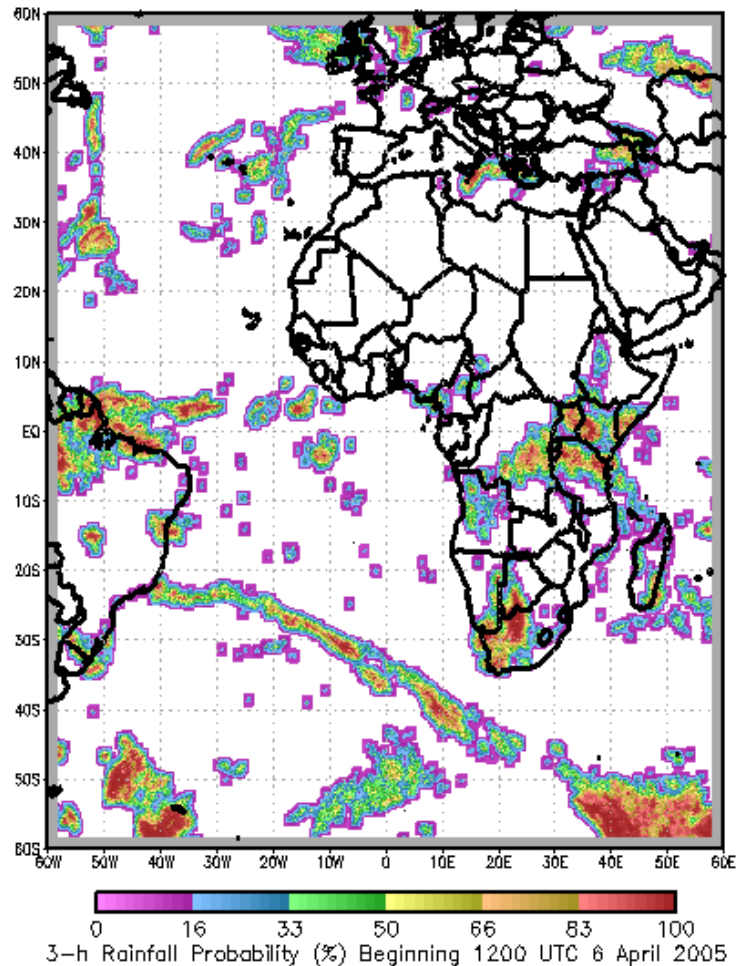 60N
50N
40N
30N
20N
10N
EQ
10S
20S
30S
40S
50S
60S
60W 50W 40W 30W 20W 10W 0 10E 20E 30E 40E 50E 60E
0 16 33 50 66 83 100
3-h Rainfall Probability (%) Beginning 1200 UTC 6 April 2005